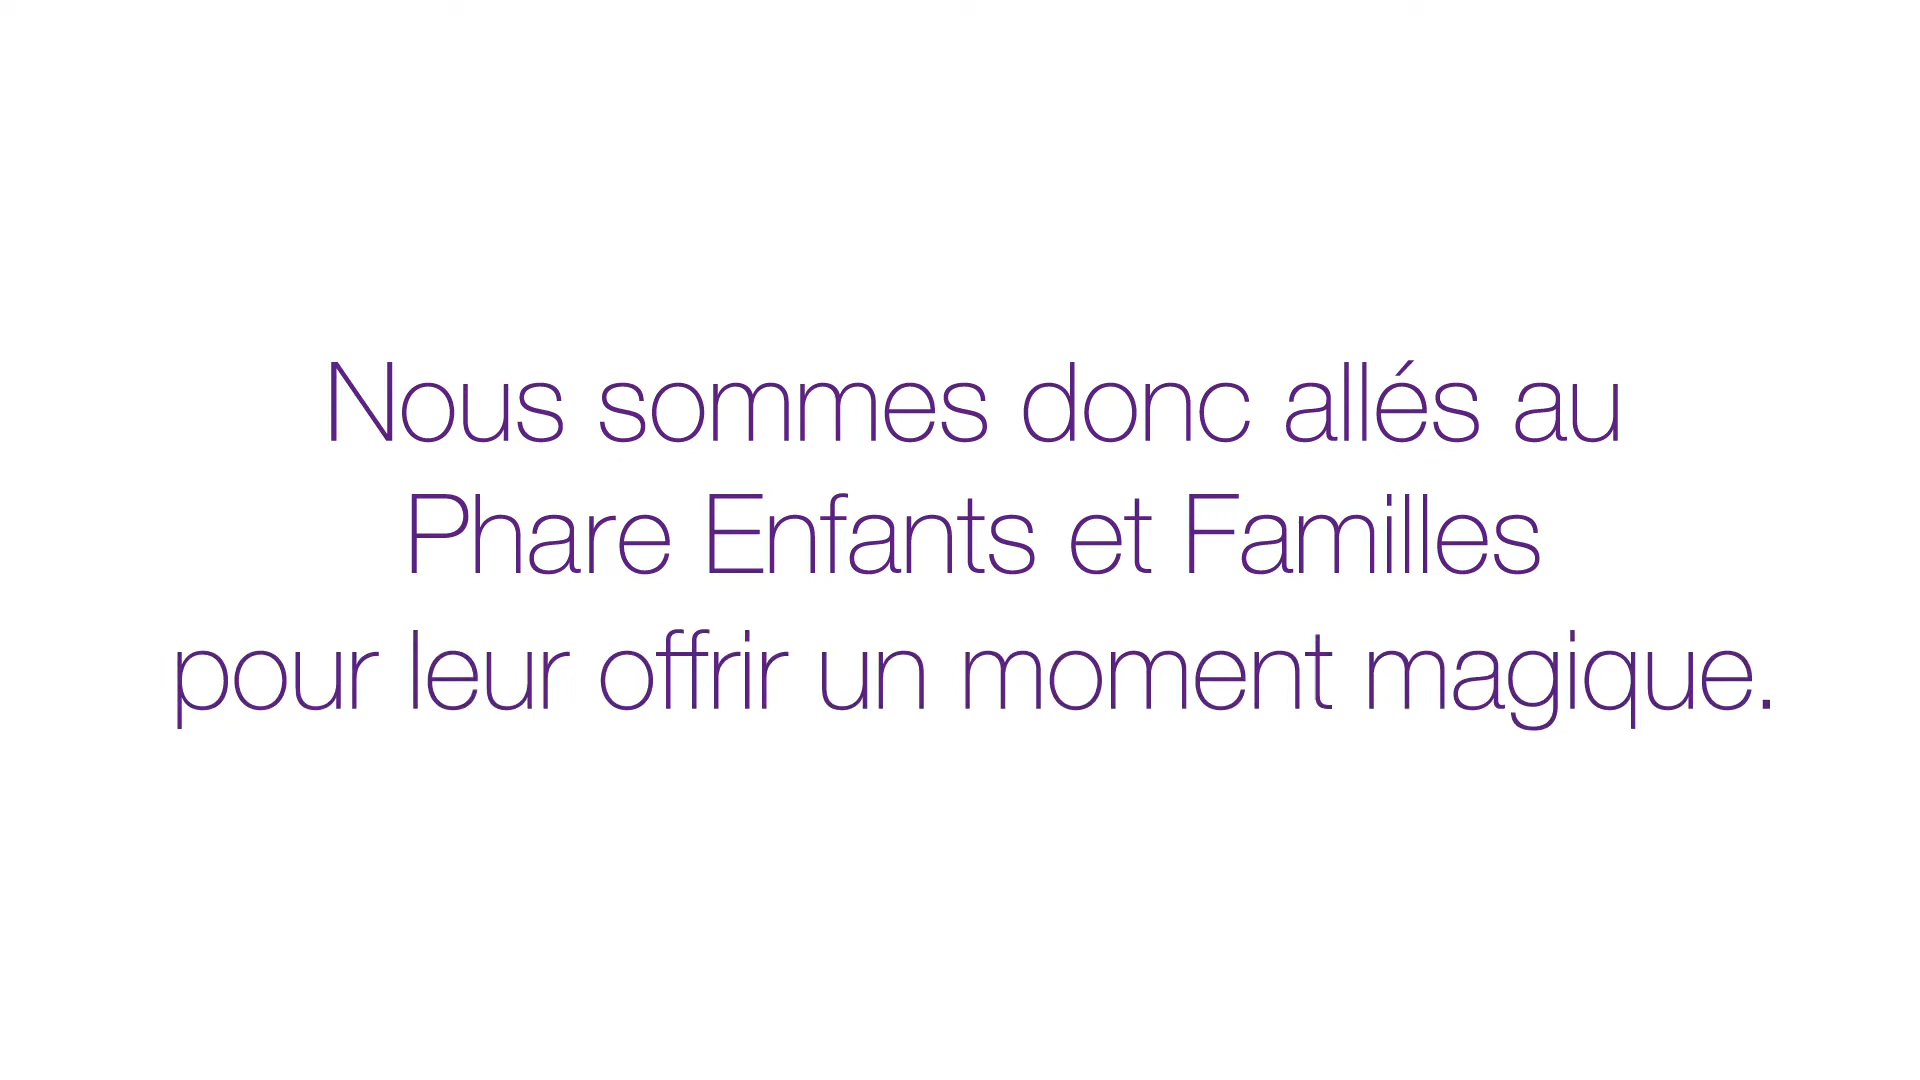 Nous sommes donc allés au
Phare Enfants et Familles
pour leur offrir un moment magique.